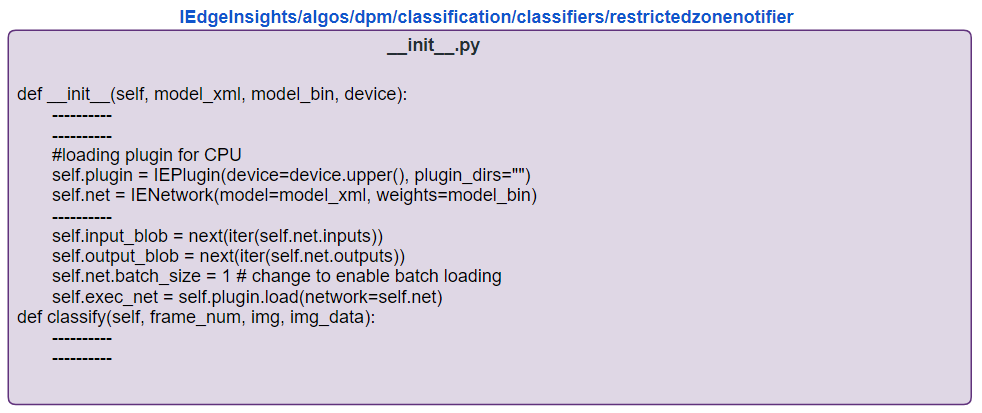 IEdgeInsights/algos/dpm/classification/classifiers/restrictedzonenotifier
__init__.py
def __init__(self, model_xml, model_bin, device):
----------
----------
#loading plugin for CPU
self.plugin = IEPlugin(device=device.upper(), plugin_dirs="")
self.net = IENetwork(model=model_xml, weights=model_bin)
----------
self.input_blob = next(iter(self.net.inputs))
self.output_blob = next(iter(self.net.outputs))
self.net.batch_size = 1 # change to enable batch loading
self.exec_net = self.plugin.load(network=self.net)
def classify(self, frame_num, img, img_data):
----------
----------